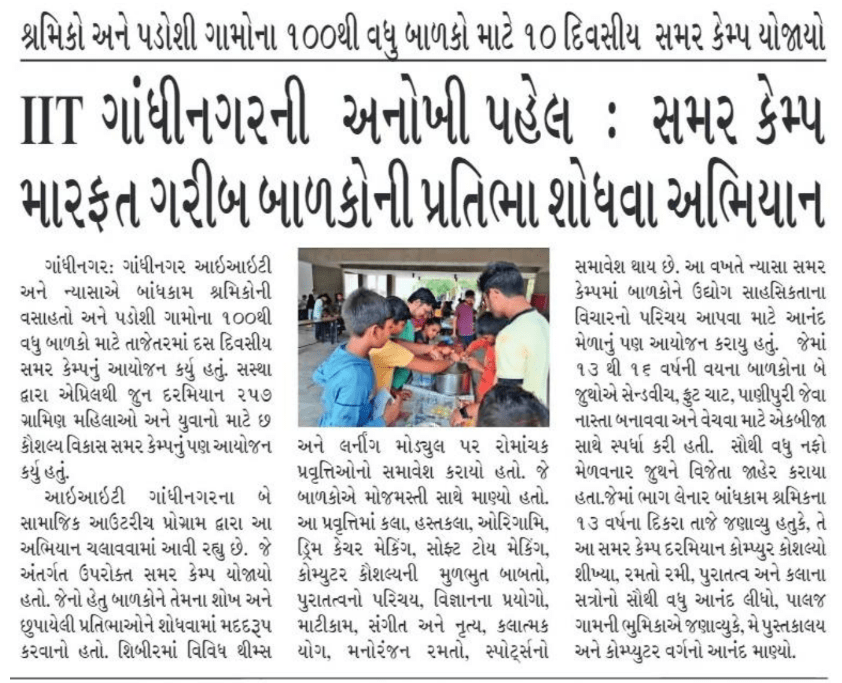 શ્રમિકો અને પડોશી ગામોના ૧૦૦થી વધુ બાળકો માટે ૧૦ દિવસીય સમર કેમ્પ યોજાયો
IIT ગાંધીનગરની અનોખી પહેલ : સમર કેમ્પ
મારફત ગરીબ બાળકોની પ્રતિભા શોધવા અભિયાન
ગાંધીનગર: ગાંધીનગર આઇઆઇટી
અને ન્યાસાએ બાંધકામ શ્રમિકોની
વસાહતો અને પડોશી ગામોના ૧૦૦થી
વધુ બાળકો માટે તાજેતરમાં દસ દિવસીય
સમર કેમ્પનું આયોજન કર્યુ હતું. સસ્થા
દ્વારા એપ્રિલથી જુન દરમિયાન ૨૫૭
ગ્રામિણ મહિલાઓ અને યુવાનો માટે છ
કૌશલ્ય વિકાસ સમર કેમ્પનું પણ આયોજન
કર્યુ હતું.
આઇઆઇટી ગાંધીનગરના બે
સામાજિક આઉટરીચ પ્રોગ્રામ દ્વારા આ
અભિયાન ચલાવવામાં આવી રહ્યુ છે. જે
અંતર્ગત ઉપરોક્ત સમર કેમ્પ યોજાયો
હતો. જેનો હેતુ બાળકોને તેમના શોખ અને
છુપાયેલી પ્રતિભાઓને શોધવામાં મદદરૂપ
કરવાનો હતો. શિબીરમાં વિવિધ થીમ્સ
અને લર્નીંગ મોડ્યુલ પર રોમાંચક
પ્રવૃત્તિઓનો સમાવેશ કરાયો હતો. જે
બાળકોએ મોજમસ્તી સાથે માણ્યો હતો.
આ પ્રવૃત્તિમાં કલા, હસ્તકલા, ઓરિગામિ,
ડ્રિમ કેચર મેકિંગ, સોફ્ટ ટોય મેકિંગ,
કોમ્યુટર કૌશલ્યની મુળભુત બાબતો,
પુરાતત્વનો પરિચય, વિજ્ઞાનના પ્રયોગો,
માટીકામ, સંગીત અને નૃત્ય, કલાત્મક
યોગ, મનોરંજન રમતો, સ્પોર્ટ્સનો
સમાવેશ થાય છે. આ વખતે ન્યાસા સમર
કેમ્પમાં બાળકોને ઉદ્યોગ સાહસિકતાના
વિચારનો પરિચય આપવા માટે આનંદ
મેળાનું પણ આયોજન કરાયુ હતું. જેમાં
૧૩ થી ૧૬ વર્ષની વયના બાળકોના બે
જુથોએ સેન્ડવીચ, ફુટ ચાટ, પાણીપુરી જેવા
નાસ્તા બનાવવા અને વેચવા માટે એકબીજા
સાથે સ્પર્ધા કરી હતી. સૌથી વધુ નફો
મેળવનાર જુથને વિજેતા જાહેર કરાયા
હતા.જેમાં ભાગ લેનાર બાંધકામ શ્રમિકના
૧૩ વર્ષના દિકરા તાજે જણાવ્યુ હતુકે, તે
આ સમર કેમ્પ દરમિયાન કોમ્પ્યુર કોશલ્યો
શીખ્યા, રમતો રમી, પુરાતત્વ અને કલાના
સત્રોનો સૌથી વધુ આનંદ લીધો, પાલજ
ગામની ભુમિકાએ જણાવ્યુકે, મે પુસ્તકાલય
અને કોમ્પ્યુટર વર્ગનો આનંદ માણ્યો.